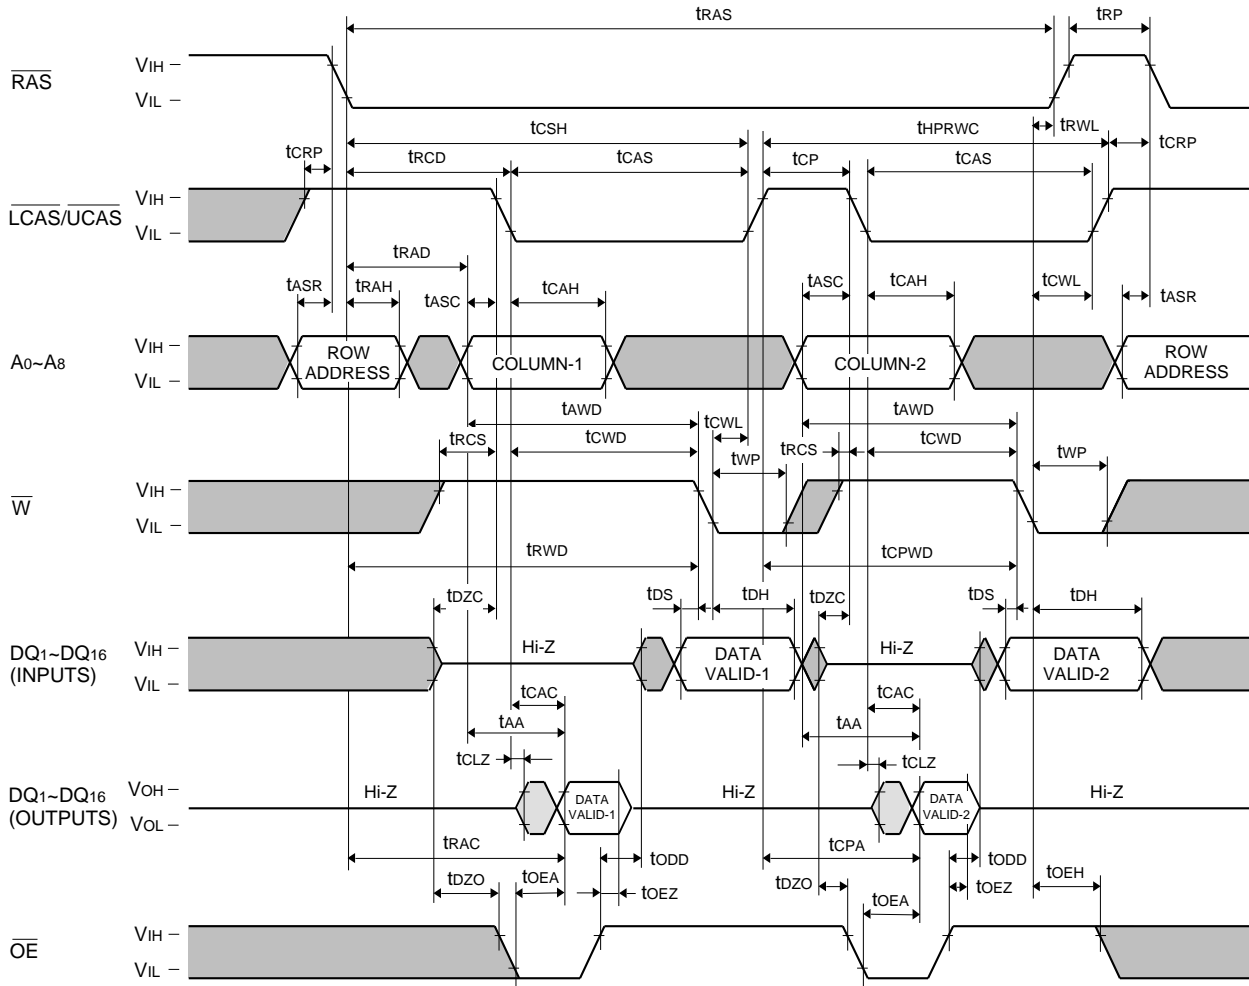 tRAS
tRP
RAS
VIH
VIL
tCSH
tHPRWC
tRWL
tCRP
tRCD
tCAS
tCP
tCAS
tCRP
LCAS/UCAS
VIH
VIL
tRAD
tASR
tRAH
tASC
tCAH
tASC
tCAH
tCWL
tASR
A0~A8
VIH
VIL
ROW
ADDRESS
COLUMN-1
COLUMN-2
ROW
ADDRESS
tAWD
tCWL
tAWD
tRCS
tCWD
tWP
tRCS
tCWD
tWP
W
VIH
VIL
tRWD
tCPWD
tDZC
tDS
tDH
tDZC
tDS
tDH
DQ1~DQ16
(INPUTS)
VIH
VIL
Hi-Z
DATA
VALID-1
Hi-Z
DATA
VALID-2
tCAC
tCAC
tAA
tAA
tCLZ
tCLZ
DQ1~DQ16
(OUTPUTS)
VOH
VOL
Hi-Z
DATA
VALID-1
Hi-Z
DATA
VALID-2
Hi-Z
tRAC
tODD
tCPA
tODD
tDZO
tOEA
tOEZ
tDZO
tOEA
tOEZ
tOEH
OE
VIH
VIL